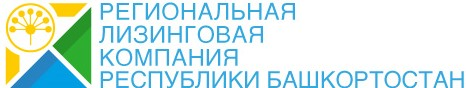 РЕГИОНАЛЬНАЯ
ЛИЗИНГОВАЯ
КОМПАНИЯ
РЕСПУБЛИКИ БАШКОРТОСТАН